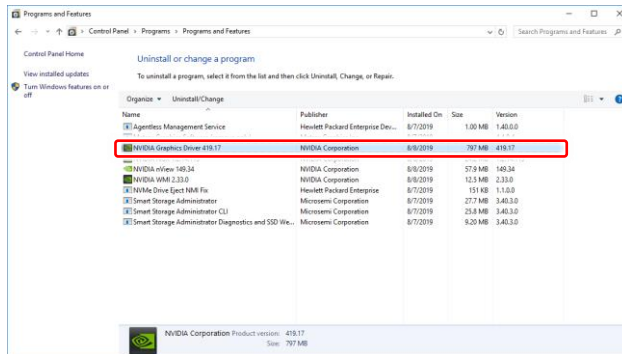 Programs and Features
Control Panel > Programs > Programs and Features
Search Programs and Features
Control Panel Home
View installed updates
Turn Windows features on or off
Uninstall or change a program
To uninstall a program, select it from the list and then click Uninstall, Change, or Repair.
Organize Uninstall/Change
Name Publisher Installed On Size Version
Agentless Management Service Hewlett Packard Enterprise Dev... 8/7/2019 1.00 MB 1.40.0.0
NVIDIA Graphics Driver 419.17 NVIDIA Corporation 8/8/2019 797 MB 419.17
NVIDIA nView 149.34 NVIDIA Corporation 8/8/2019 57.9 MB 149.34
NVIDIA WMI 2.33.0 NVIDIA Corporation 8/8/2019 12.5 MB 2.33.0
NVMe Drive Eject NMI Fix Hewlett Packard Enterprise 8/7/2019 151 KB 1.1.0.0
Smart Storage Administrator Microsemi Corporation 8/7/2019 27.7 MB 3.40.3.0
Smart Storage Administrator CLI Microsemi Corporation 8/7/2019 25.8 MB 3.40.3.0
Smart Storage Administrator Diagnostics and SSD We... Microsemi Corporation 8/7/2019 9.20 MB 3.40.3.0
NVIDIA Corporation Product version: 419.17
Size: 797 MB